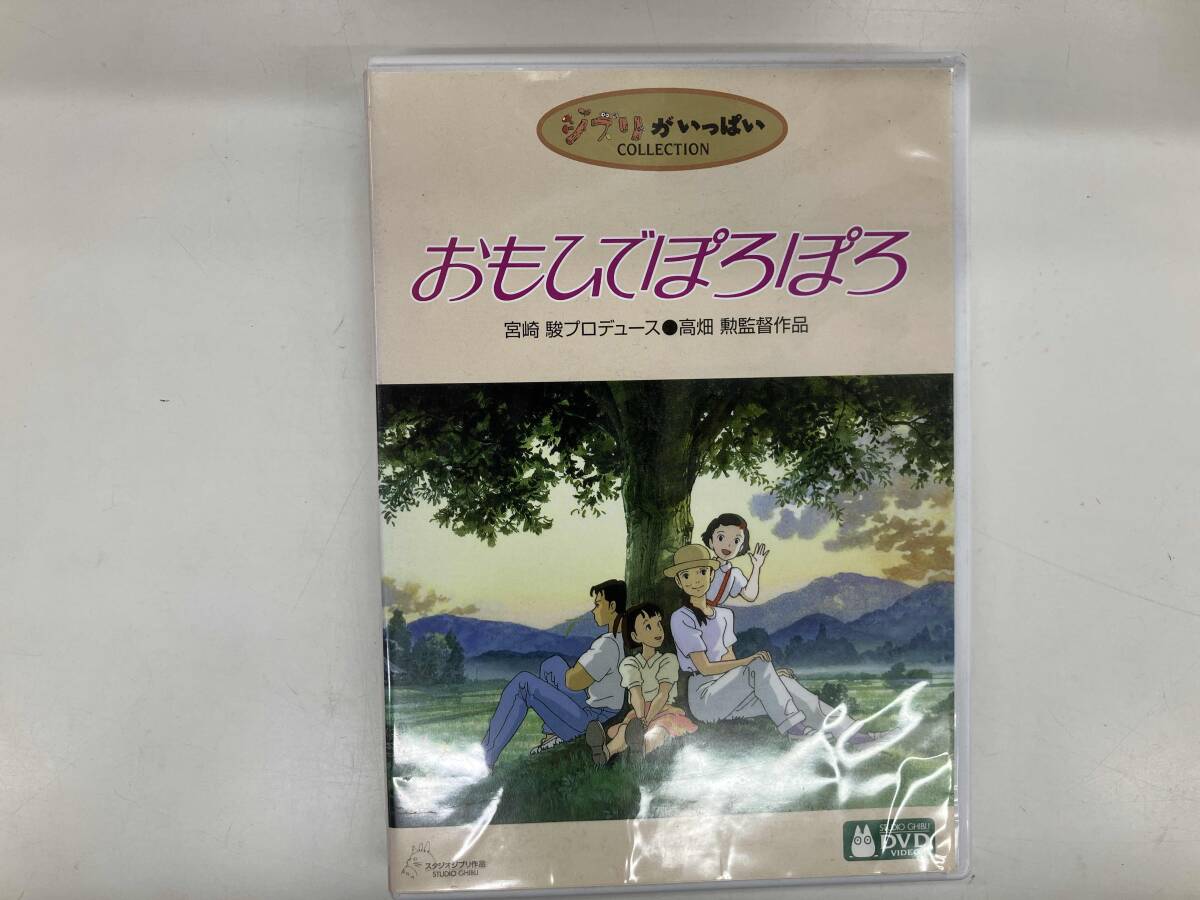 ジブリがいっぱい
COLLECTION
おもひでぽろぽろ
宮崎 駿プロデュース●高畑 勲監督作品
スタジオジブリ作品
STUDIO GHIBLI
STUDIO GHIBLI
DVD
VIDEO